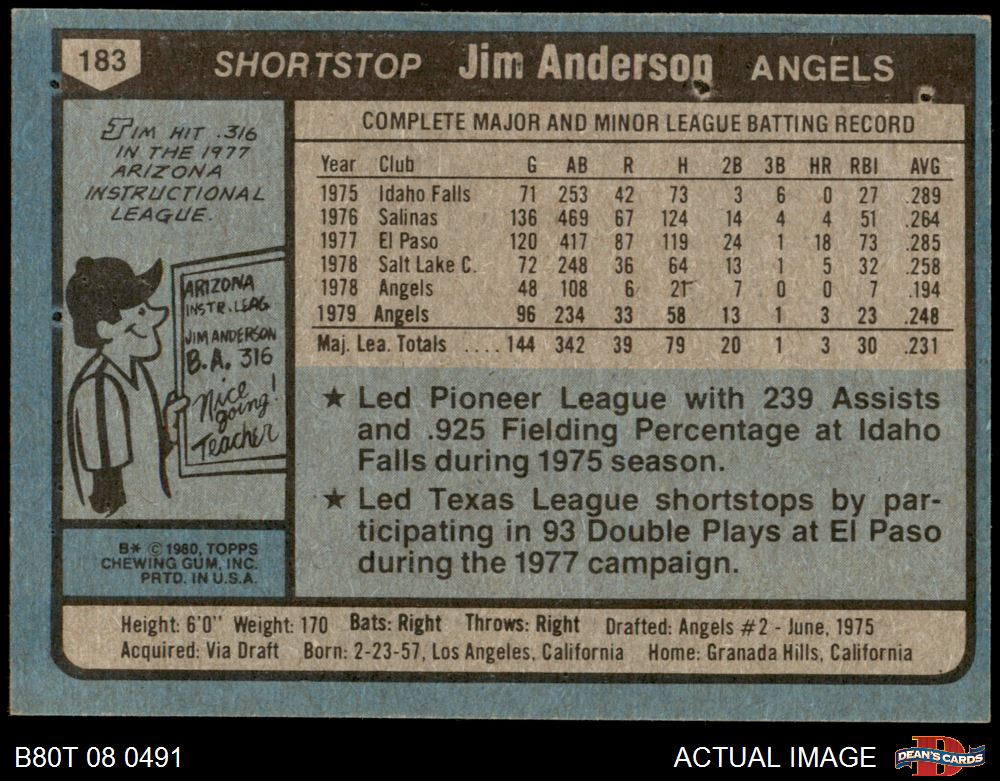 183 SHORTSTOP Jim Anderson ANGELS
JIM HIT .316
IN THE 1977
ARIZONA
INSTRUCTIONAL
LEAGUE.
ARIZONA
INSTR. LEAG
JIM ANDERSON
B.A. 316
Nice
going!
Teacher
B* © 1980, TOPPS
CHEWING GUM, INC.
PRTD. IN U.S.A.
COMPLETE MAJOR AND MINOR LEAGUE BATTING RECORD
Year Club G AB R H 2B 3B HR RBI AVG
1975 Idaho Falls 71 253 42 73 3 6 0 27 .289
1976 Salinas 136 469 67 124 14 4 4 51 .264
1977 El Paso 120 417 87 119 24 1 18 73 .285
1978 Salt Lake C. 72 248 36 64 13 1 5 32 .258
1978 Angels 48 108 6 21 7 0 0 7 .194
1979 Angels 96 234 33 58 13 1 3 23 .248
Maj. Lea. Totals ....144 342 39 79 20 1 3 30 .231
★ Led Pioneer League with 239 Assists
and .925 Fielding Percentage at Idaho
Falls during 1975 season.
★ Led Texas League shortstops by par-
ticipating in 93 Double Plays at El Paso
during the 1977 campaign.
Height: 6'0" Weight: 170 Bats: Right Throws: Right Drafted: Angels #2 - June, 1975
Acquired: Via Draft Born: 2-23-57, Los Angeles, California Home: Granada Hills, California
B80T 08 0491 ACTUAL IMAGE D DEAN'S CARDS